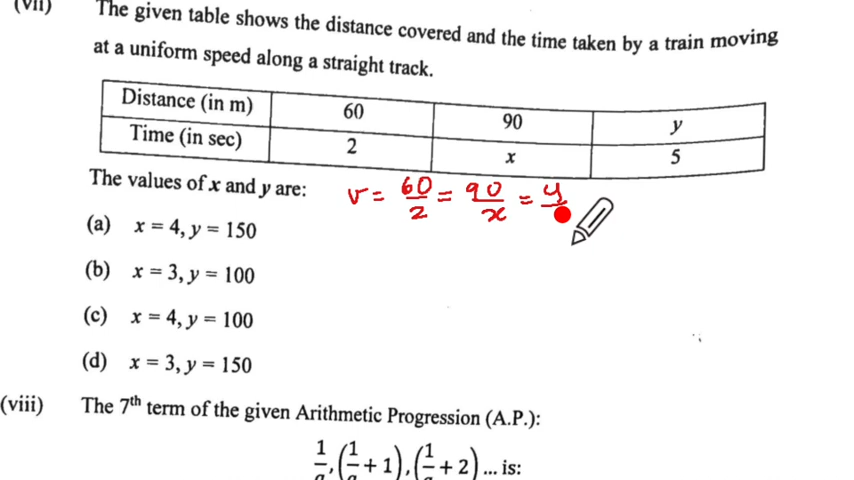 (vii) The given table shows the distance covered and the time taken by a train moving
at a uniform speed along a straight track.
Distance (in m) 60 90 y
Time (in sec) 2 x 5
The values of x and y are: v = 60/2 = 90/x = y/
(a) x = 4, y = 150
(b) x = 3, y = 100
(c) x = 4, y = 100
(d) x = 3, y = 150
(viii) The 7th term of the given Arithmetic Progression (A.P.):
1/a, (1/a + 1), (1/a + 2) ... is: